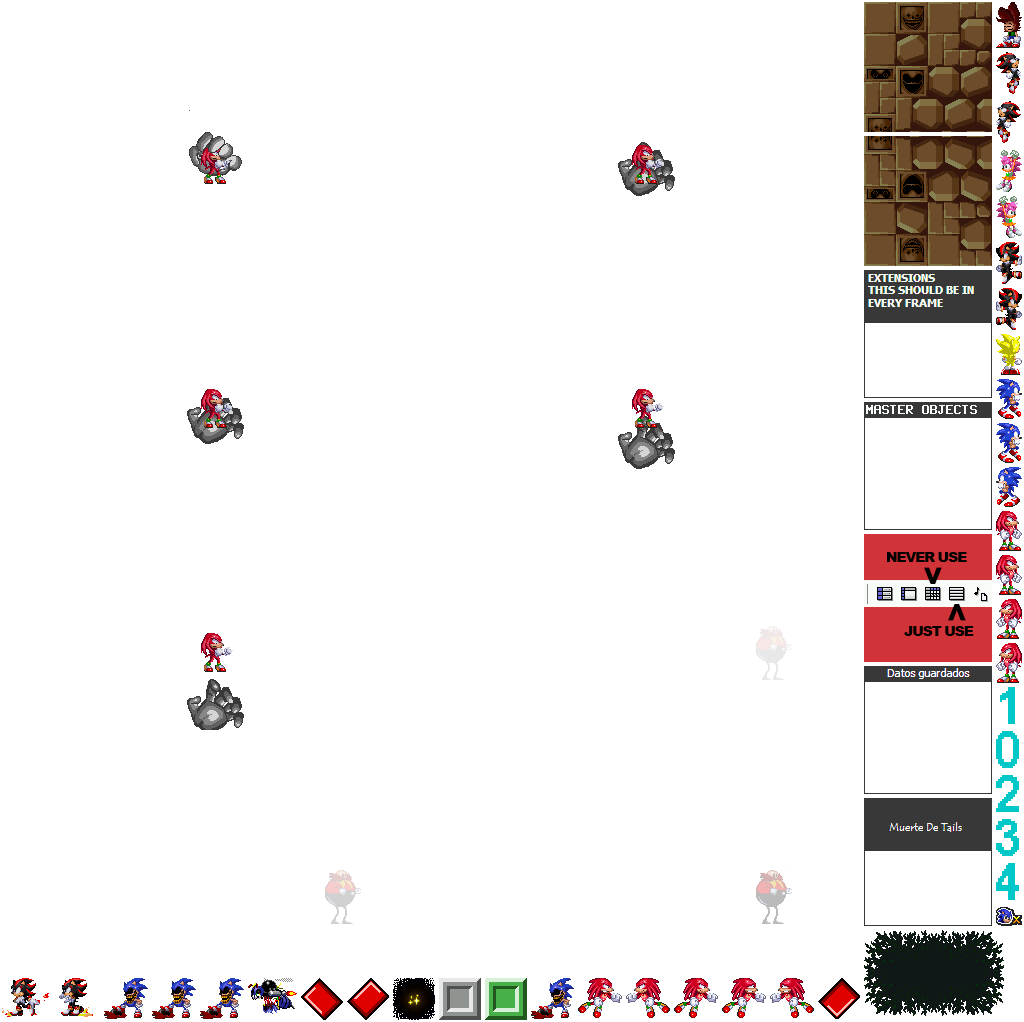 EXTENSIONS
THIS SHOULD BE IN
EVERY FRAME
MASTER OBJECTS
NEVER USE
V
Λ
JUST USE
Datos guardados
Muerte De Tails
1
0
2
3
4
x